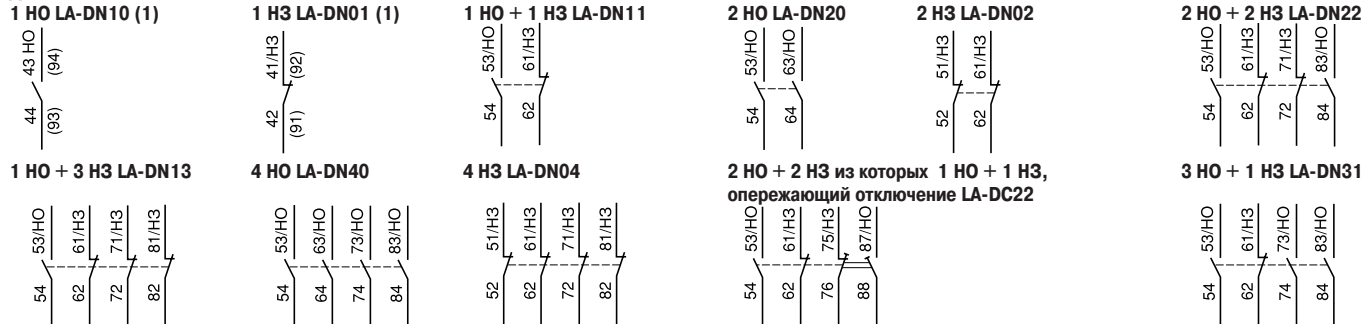 1 НО LA-DN10 (1)
43 НО
(94)
44
(93)
1 НЗ LA-DN01 (1)
41/НЗ
(92)
42
(91)
1 НО + 1 НЗ LA-DN11
53/НО
61/НЗ
54
62
2 НО LA-DN20
53/НО
63/НО
54
64
2 НЗ LA-DN02
51/НЗ
61/НЗ
52
62
2 НО + 2 НЗ LA-DN22
53/НО
61/НЗ
71/НЗ
83/НО
54
62
72
84
1 НО + 3 НЗ LA-DN13
53/НО
61/НЗ
71/НЗ
81/НЗ
54
62
72
82
4 НО LA-DN40
53/НО
63/НО
73/НО
83/НО
54
64
74
84
4 НЗ LA-DN04
51/НЗ
61/НЗ
71/НЗ
81/НЗ
52
62
72
82
2 НО + 2 НЗ из которых 1 НО + 1 НЗ,
опережающий отключение LA-DC22
53/НО
61/НЗ
75/НЗ
87/НО
54
62
76
88
3 НО + 1 НЗ LA-DN31
53/НО
61/НЗ
73/НО
83/НО
54
62
74
84